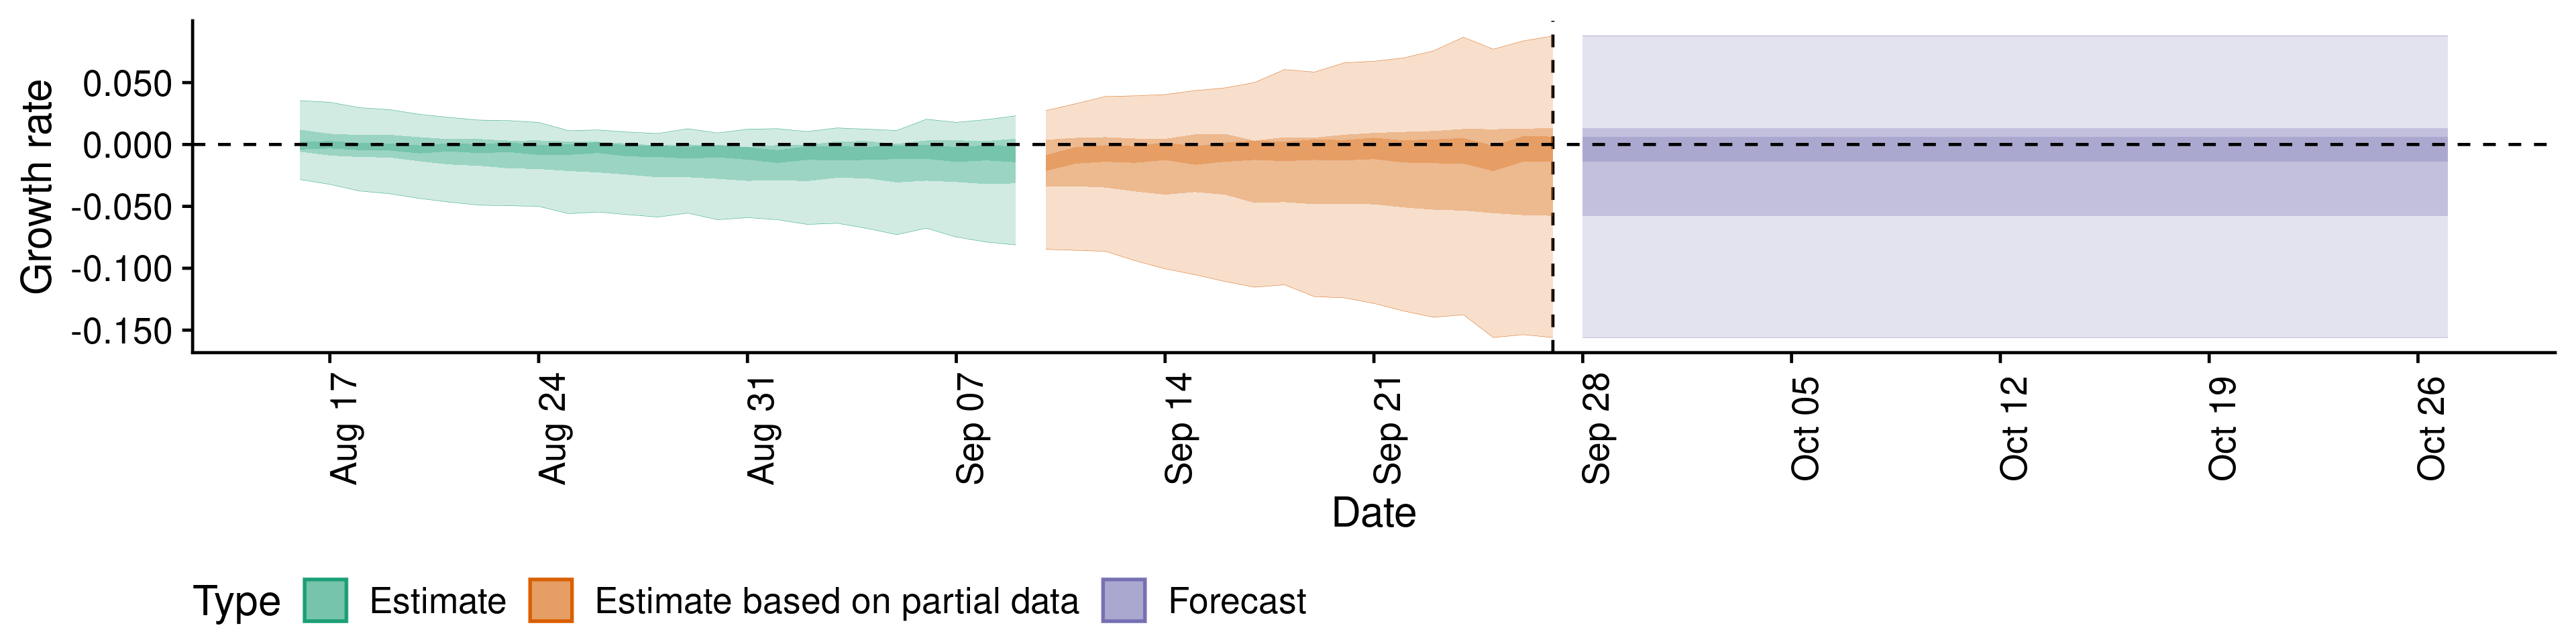 Growth rate
0.050
0.000
-0.050
-0.100
-0.150
Aug 17
Aug 24
Aug 31
Sep 07
Sep 14
Sep 21
Sep 28
Oct 05
Oct 12
Oct 19
Oct 26
Date
Type Estimate Estimate based on partial data Forecast